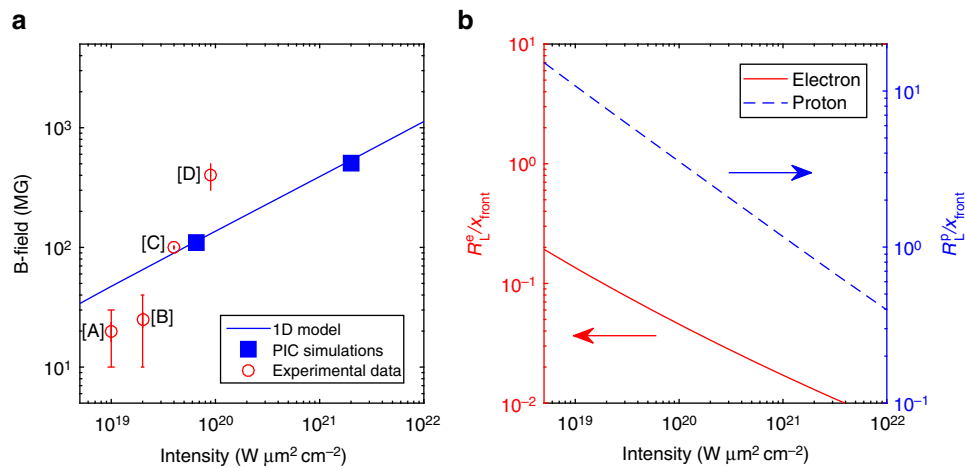 a
B-field (MG)
10³
10²
10¹
[A]
[B]
[C]
[D]
1D model
PIC simulations
Experimental data
10¹⁹
10²⁰
10²¹
10²²
Intensity (W μm² cm⁻²)
b
R_L^e/x_front
10¹
10⁰
10⁻¹
10⁻²
Electron
Proton
10¹
10⁰
10⁻¹
R_L^p/x_front
10¹⁹
10²⁰
10²¹
10²²
Intensity (W μm² cm⁻²)